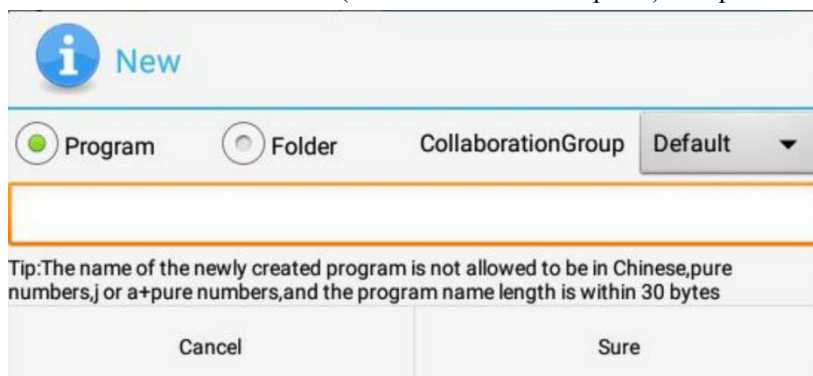 New
Program Folder CollaborationGroup Default
Tip:The name of the newly created program is not allowed to be in Chinese,pure
numbers,j or a+pure numbers,and the program name length is within 30 bytes
Cancel Sure